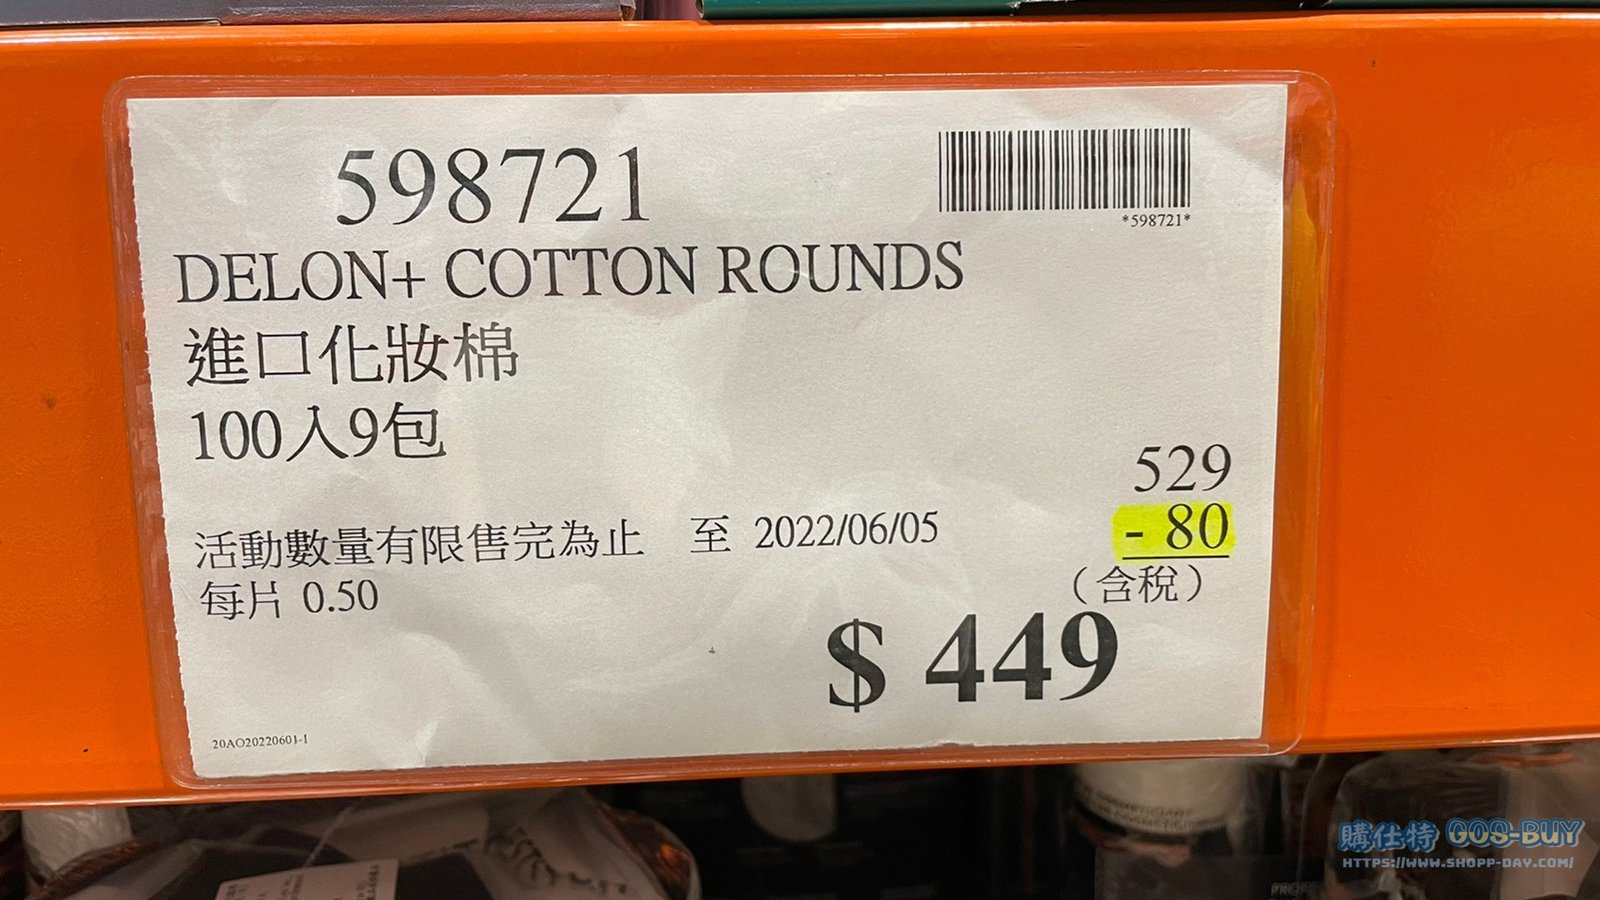 598721
*598721*
DELON+ COTTON ROUNDS
進口化妝棉
100入9包
529
- 80
活動數量有限售完為止 至 2022/06/05
(含稅)
每片 0.50
$ 449
20AO20220601-1
購仕特 GOS-BUY
HTTPS://WWW.SHOPP-DAY.COM/